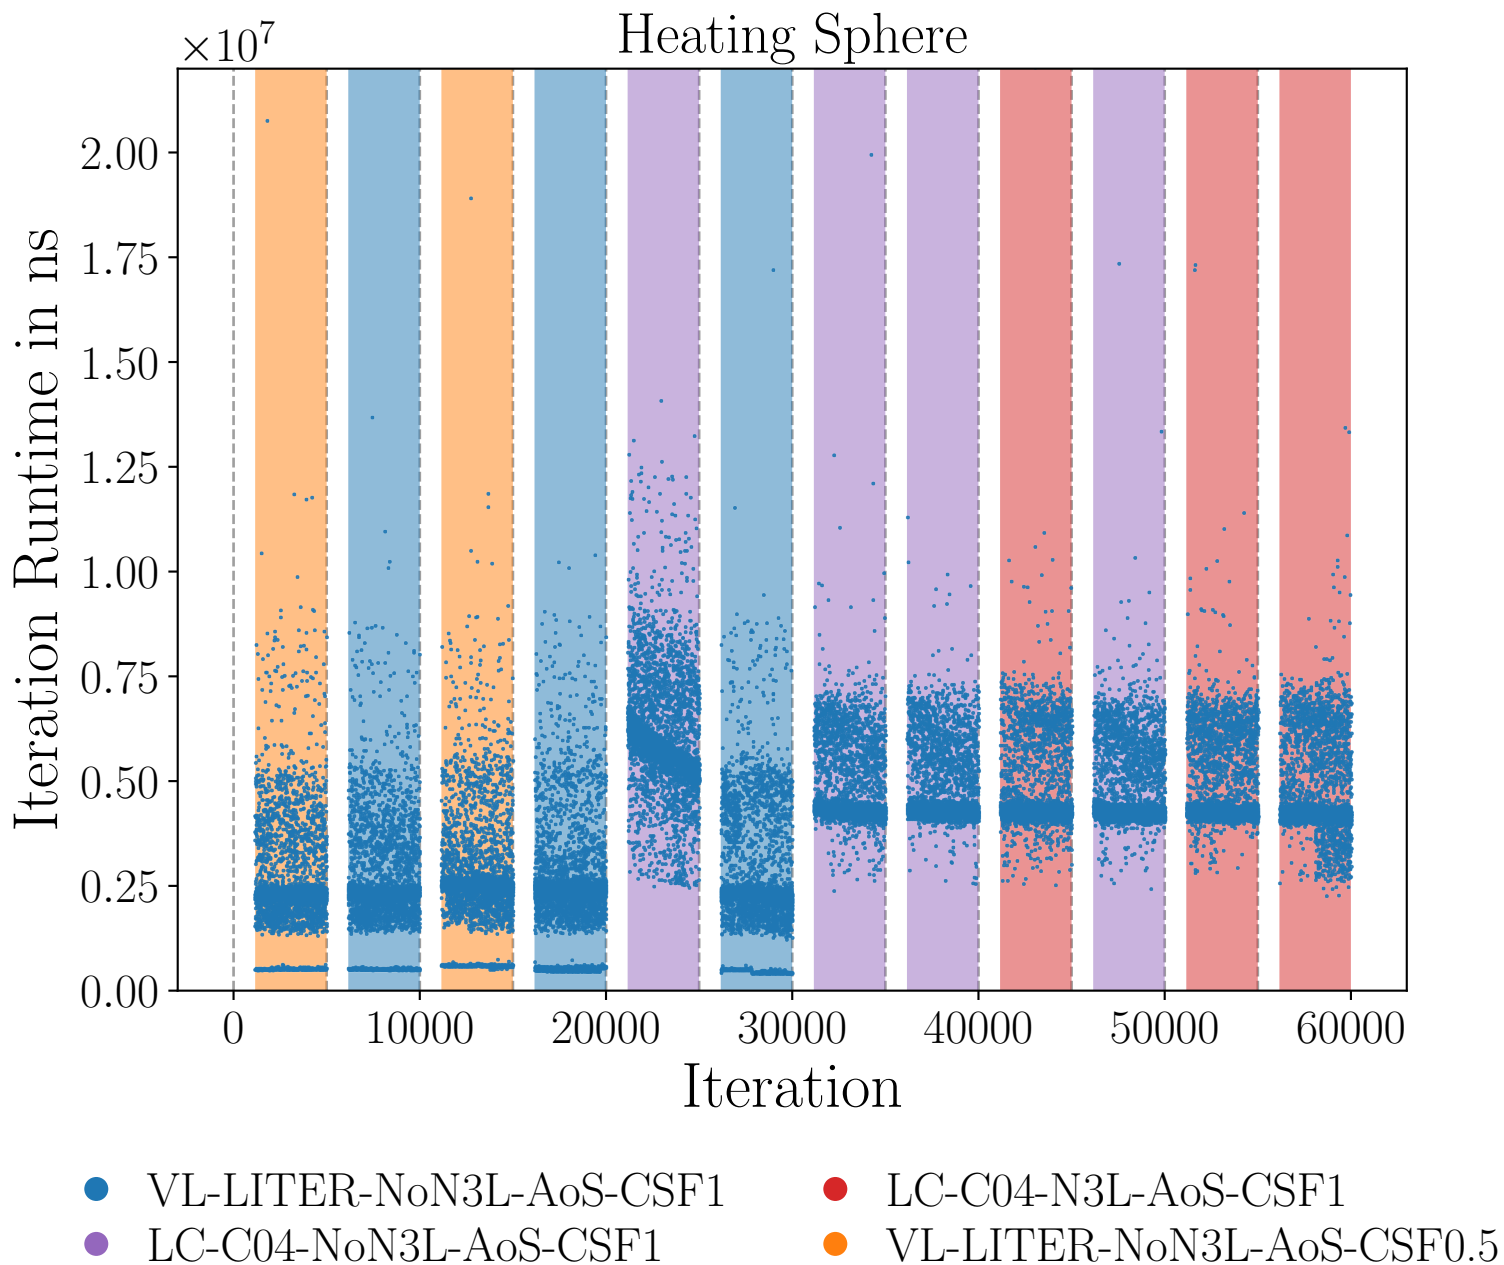 Heating Sphere
×10⁷
2.00
1.75
1.50
1.25
1.00
0.75
0.50
0.25
0.00
Iteration Runtime in ns
0 10000 20000 30000 40000 50000 60000
Iteration
VL-LITER-NoN3L-AoS-CSF1 LC-C04-N3L-AoS-CSF1
LC-C04-NoN3L-AoS-CSF1 VL-LITER-NoN3L-AoS-CSF0.5